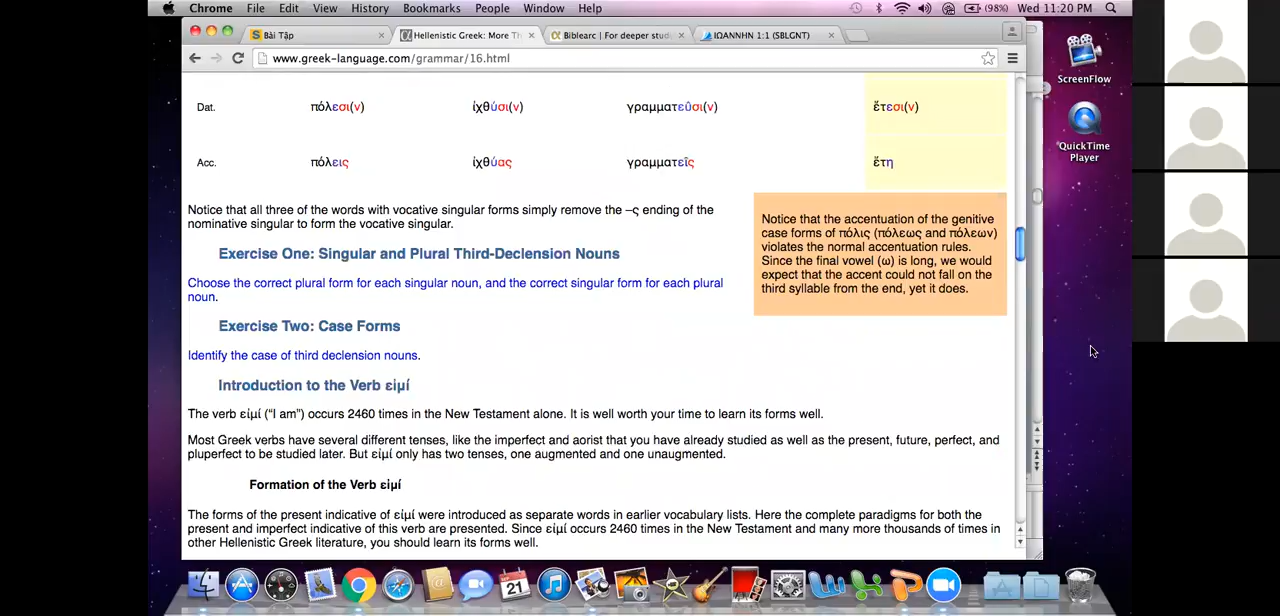 Chrome File Edit View History Bookmarks People Window Help (98%) Wed 11:20 PM
Bài Tập Hellenistic Greek: More Th Biblearc | For deeper stud ΙΩΑΝΝΗΝ 1:1 (SBLGNT)
www.greek-language.com/grammar/16.html
Dat. πόλεσι(ν) ἰχθύσι(ν) γραμματεῦσι(ν) ἔτεσι(ν)
Acc. πόλεις ἰχθύας γραμματεῖς ἔτη
Notice that all three of the words with vocative singular forms simply remove the –ς ending of the
nominative singular to form the vocative singular.
Notice that the accentuation of the genitive
case forms of πόλις (πόλεως and πόλεων)
violates the normal accentuation rules.
Since the final vowel (ω) is long, we would
expect that the accent could not fall on the
third syllable from the end, yet it does.
Exercise One: Singular and Plural Third-Declension Nouns
Choose the correct plural form for each singular noun, and the correct singular form for each plural
noun.
Exercise Two: Case Forms
Identify the case of third declension nouns.
Introduction to the Verb εἰμί
The verb εἰμί (“I am”) occurs 2460 times in the New Testament alone. It is well worth your time to learn its forms well.
Most Greek verbs have several different tenses, like the imperfect and aorist that you have already studied as well as the present, future, perfect, and
pluperfect to be studied later. But εἰμί only has two tenses, one augmented and one unaugmented.
Formation of the Verb εἰμί
The forms of the present indicative of εἰμί were introduced as separate words in earlier vocabulary lists. Here the complete paradigms for both the
present and imperfect indicative of this verb are presented. Since εἰμί occurs 2460 times in the New Testament and many more thousands of times in
other Hellenistic Greek literature, you should learn its forms well.
ScreenFlow
QuickTime
Player
21